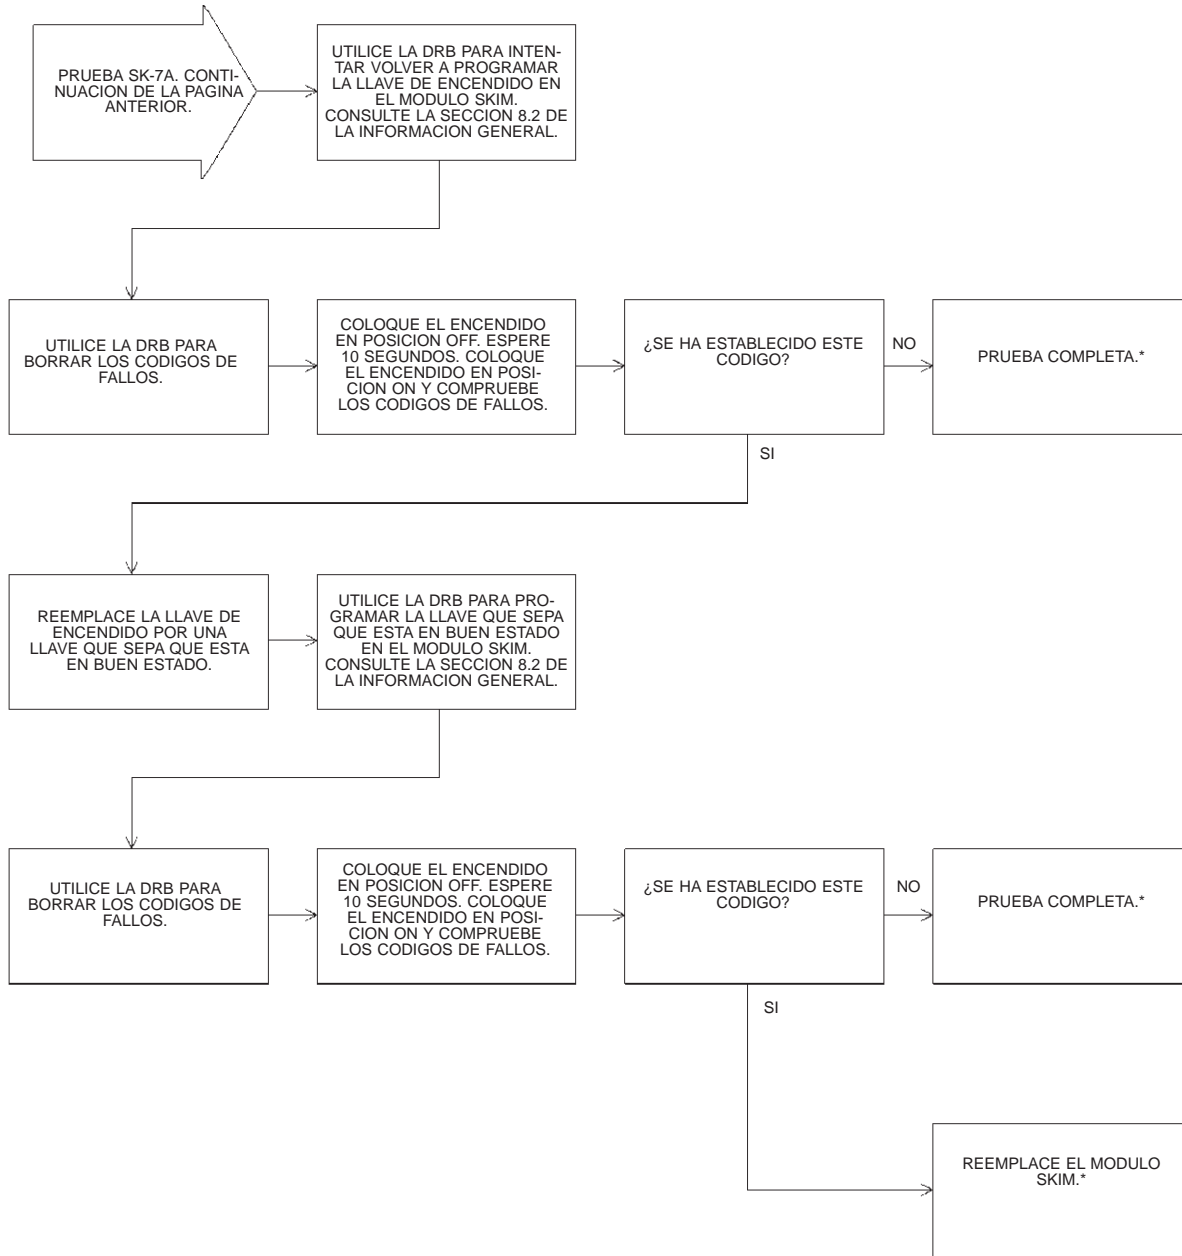 PRUEBA SK-7A. CONTI-
NUACION DE LA PAGINA
ANTERIOR.
UTILICE LA DRB PARA INTEN-
TAR VOLVER A PROGRAMAR
LA LLAVE DE ENCENDIDO EN
EL MODULO SKIM.
CONSULTE LA SECCION 8.2 DE
LA INFORMACION GENERAL.
UTILICE LA DRB PARA
BORRAR LOS CODIGOS DE
FALLOS.
COLOQUE EL ENCENDIDO
EN POSICION OFF. ESPERE
10 SEGUNDOS. COLOQUE
EL ENCENDIDO EN POSI-
CION ON Y COMPRUEBE
LOS CODIGOS DE FALLOS.
¿SE HA ESTABLECIDO ESTE
CODIGO?
NO
PRUEBA COMPLETA.*
SI
REEMPLACE LA LLAVE DE
ENCENDIDO POR UNA
LLAVE QUE SEPA QUE ESTA
EN BUEN ESTADO.
UTILICE LA DRB PARA PRO-
GRAMAR LA LLAVE QUE SEPA
QUE ESTA EN BUEN ESTADO
EN EL MODULO SKIM.
CONSULTE LA SECCION 8.2 DE
LA INFORMACION GENERAL.
UTILICE LA DRB PARA
BORRAR LOS CODIGOS DE
FALLOS.
COLOQUE EL ENCENDIDO
EN POSICION OFF. ESPERE
10 SEGUNDOS. COLOQUE
EL ENCENDIDO EN POSI-
CION ON Y COMPRUEBE
LOS CODIGOS DE FALLOS.
¿SE HA ESTABLECIDO ESTE
CODIGO?
NO
PRUEBA COMPLETA.*
SI
REEMPLACE EL MODULO
SKIM.*